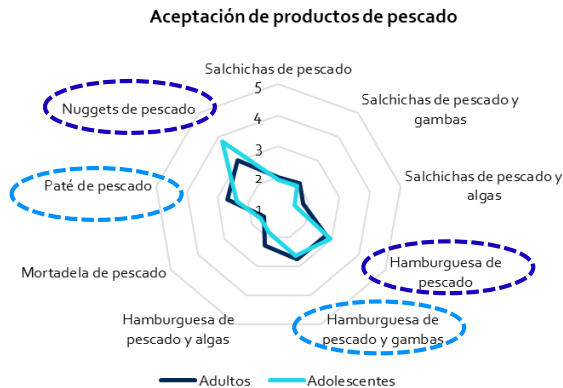 Aceptación de productos de pescado
Salchichas de pescado
5
4
3
2
1
Salchichas de pescado y
gambas
Salchichas de pescado y
algas
Hamburguesa de
pescado
Hamburguesa de
pescado y gambas
Hamburguesa de
pescado y algas
Mortadela de pescado
Paté de pescado
Nuggets de pescado
Adultos
Adolescentes